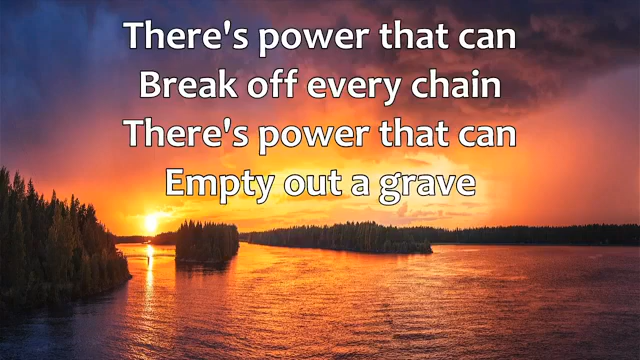 There's power that can
Break off every chain
There's power that can
Empty out a grave